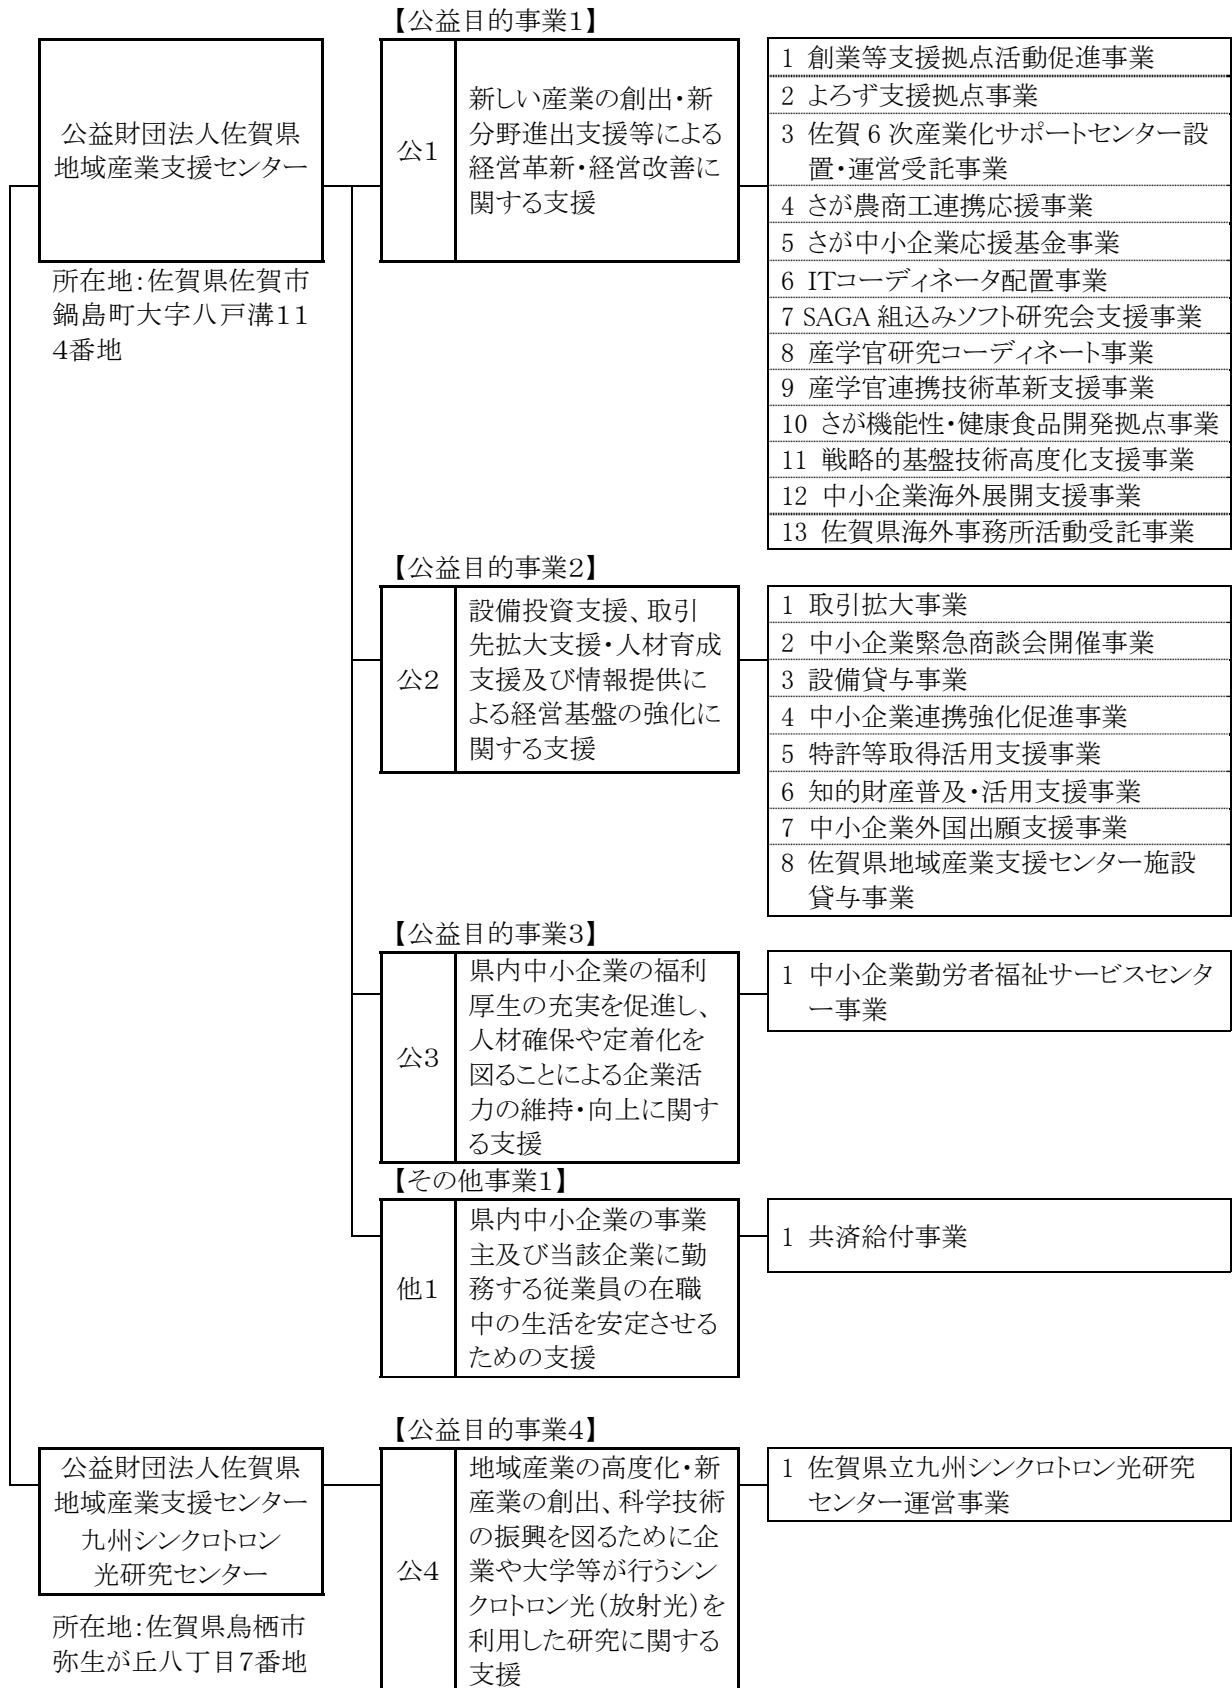 公益財団法人佐賀県
地域産業支援センター
所在地:佐賀県佐賀市
鍋島町大字八戸溝11
4番地
【公益目的事業1】
公1
新しい産業の創出・新
分野進出支援等による
経営革新・経営改善に
関する支援
1 創業等支援拠点活動促進事業
2 よろず支援拠点事業
3 佐賀6次産業化サポートセンター設
置・運営受託事業
4 さが農商工連携応援事業
5 さが中小企業応援基金事業
6 ITコーディネータ配置事業
7 SAGA組込みソフト研究会支援事業
8 産学官研究コーディネート事業
9 産学官連携技術革新支援事業
10 さが機能性・健康食品開発拠点事業
11 戦略的基盤技術高度化支援事業
12 中小企業海外展開支援事業
13 佐賀県海外事務所活動受託事業
【公益目的事業2】
公2
設備投資支援、取引
先拡大支援・人材育成
支援及び情報提供に
よる経営基盤の強化に
関する支援
1 取引拡大事業
2 中小企業緊急商談会開催事業
3 設備貸与事業
4 中小企業連携強化促進事業
5 特許等取得活用支援事業
6 知的財産普及・活用支援事業
7 中小企業外国出願支援事業
8 佐賀県地域産業支援センター施設
貸与事業
【公益目的事業3】
公3
県内中小企業の福利
厚生の充実を促進し、
人材確保や定着化を
図ることによる企業活
力の維持・向上に関す
る支援
1 中小企業勤労者福祉サービスセンタ
ー事業
【その他事業1】
他1
県内中小企業の事業
主及び当該企業に勤
務する従業員の在職
中の生活を安定させる
ための支援
1 共済給付事業
公益財団法人佐賀県
地域産業支援センター
九州シンクロトロン
光研究センター
所在地:佐賀県鳥栖市
弥生が丘八丁目7番地
【公益目的事業4】
公4
地域産業の高度化・新
産業の創出、科学技術
の振興を図るために企
業や大学等が行うシン
クロトロン光(放射光)を
利用した研究に関する
支援
1 佐賀県立九州シンクロトロン光研究
センター運営事業